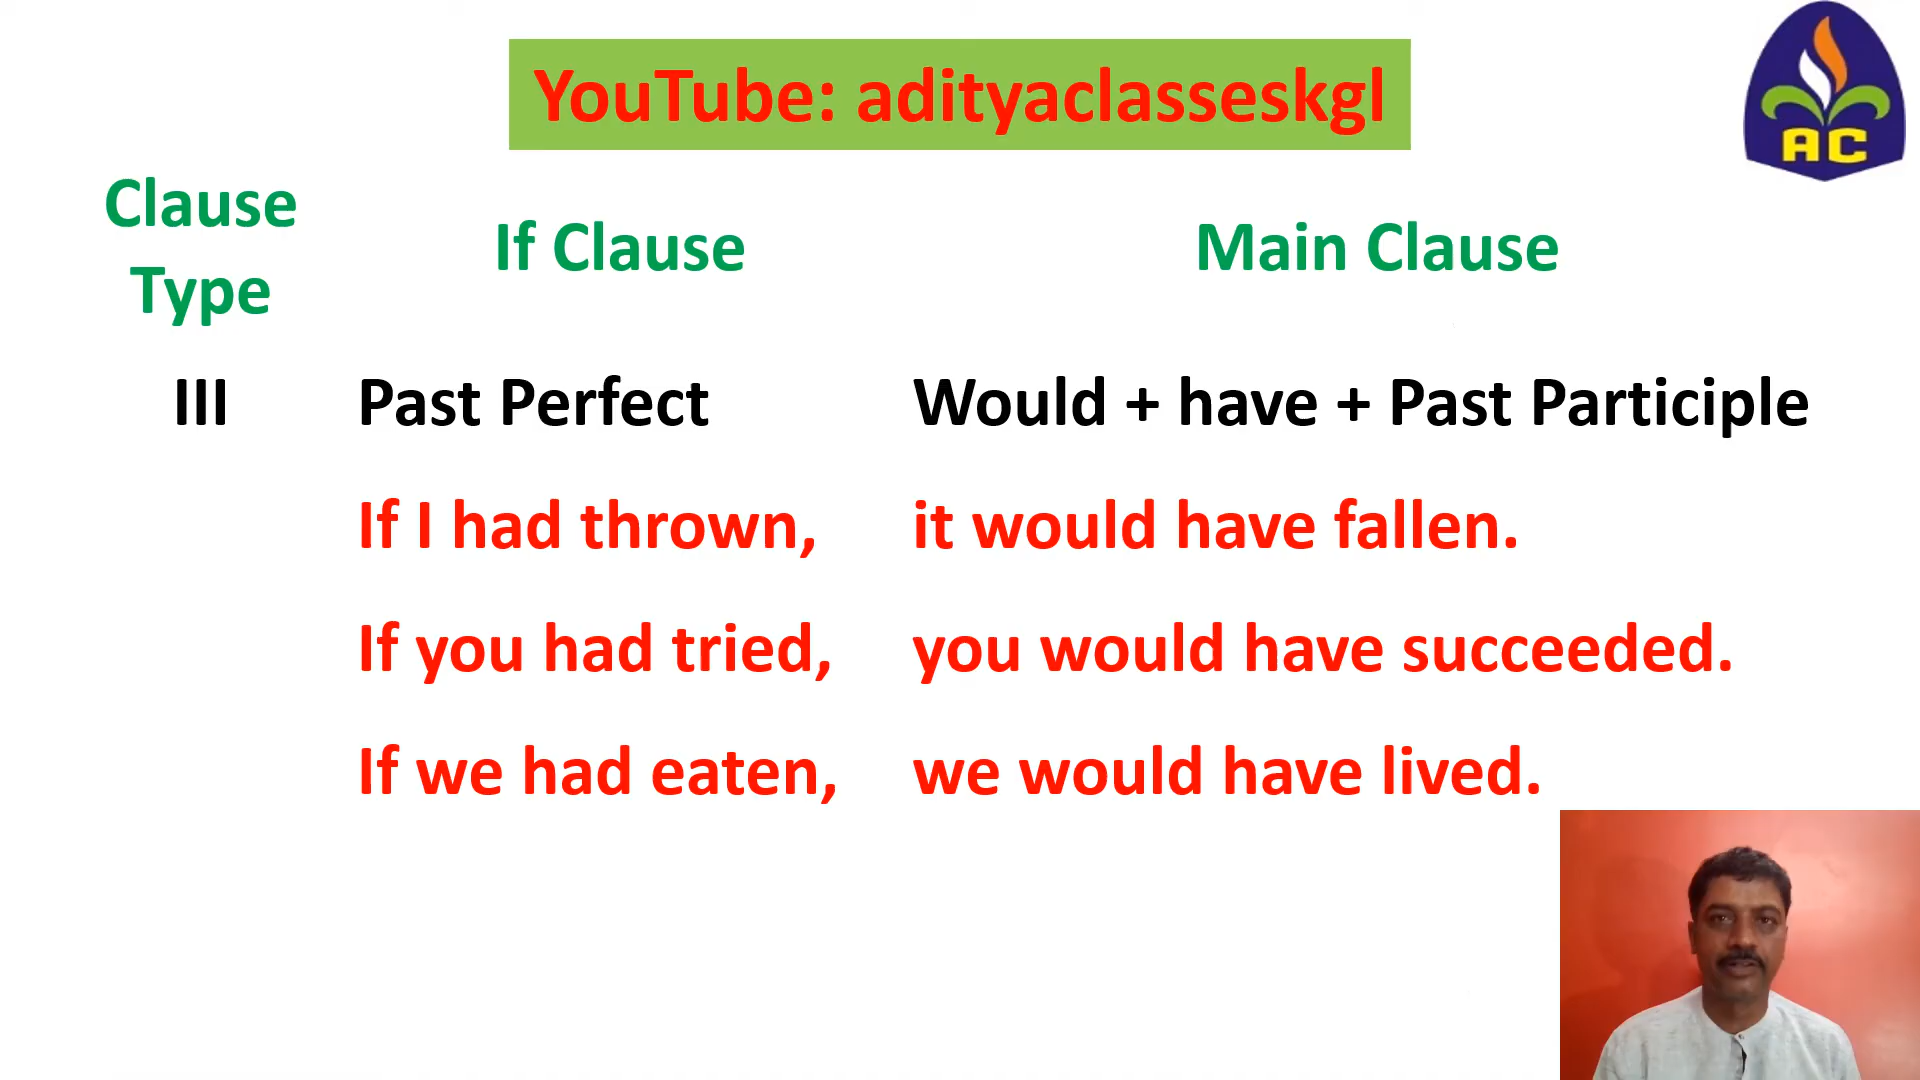 YouTube: adityaclasseskgl
AC
Clause Type
If Clause
Main Clause
III
Past Perfect
Would + have + Past Participle
If I had thrown,
it would have fallen.
If you had tried,
you would have succeeded.
If we had eaten,
we would have lived.